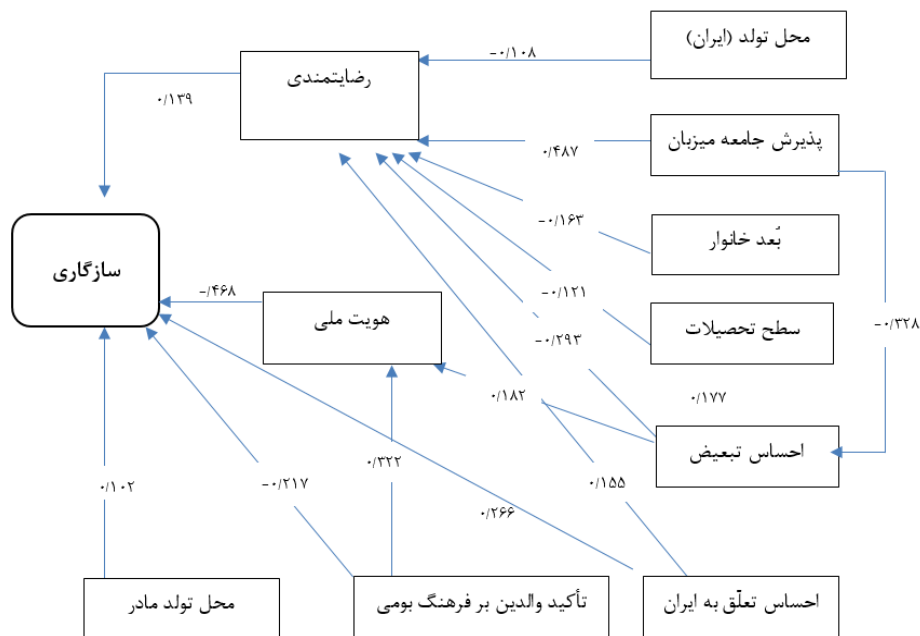 محل تولد (ایران)
-۰/۱۰۸
رضایتمندی
۰/۱۳۹
پذیرش جامعه میزبان
۰/۴۸۷
-۰/۱۶۳
بُعد خانوار
سازگاری
-۰/۱۲۱
-/۴۶۸
هویت ملی
سطح تحصیلات
-۰/۳۲۸
-۰/۲۹۳
۰/۱۸۲
۰/۱۷۷
احساس تبعیض
۰/۳۲۲
-۰/۲۱۷
۰/۱۰۲
۰/۱۵۵
۰/۲۶۶
احساس تعلّق به ایران
تأکید والدین بر فرهنگ بومی
محل تولد مادر